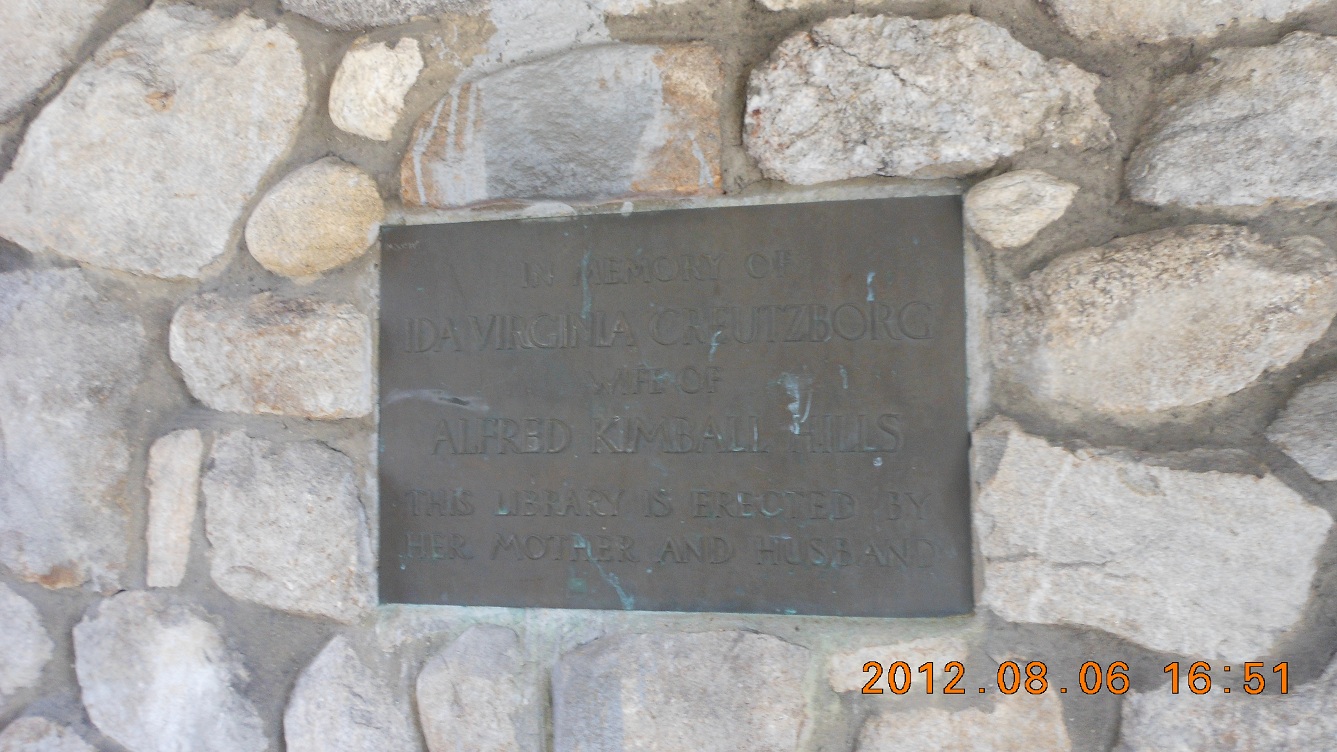 IN MEMORY OF
IDA VIRGINIA CREUTZBORG
WIFE OF
ALFRED KIMBALL HILLS
THIS LIBRARY IS ERECTED BY
HER MOTHER AND HUSBAND
2012.08.06 16:51